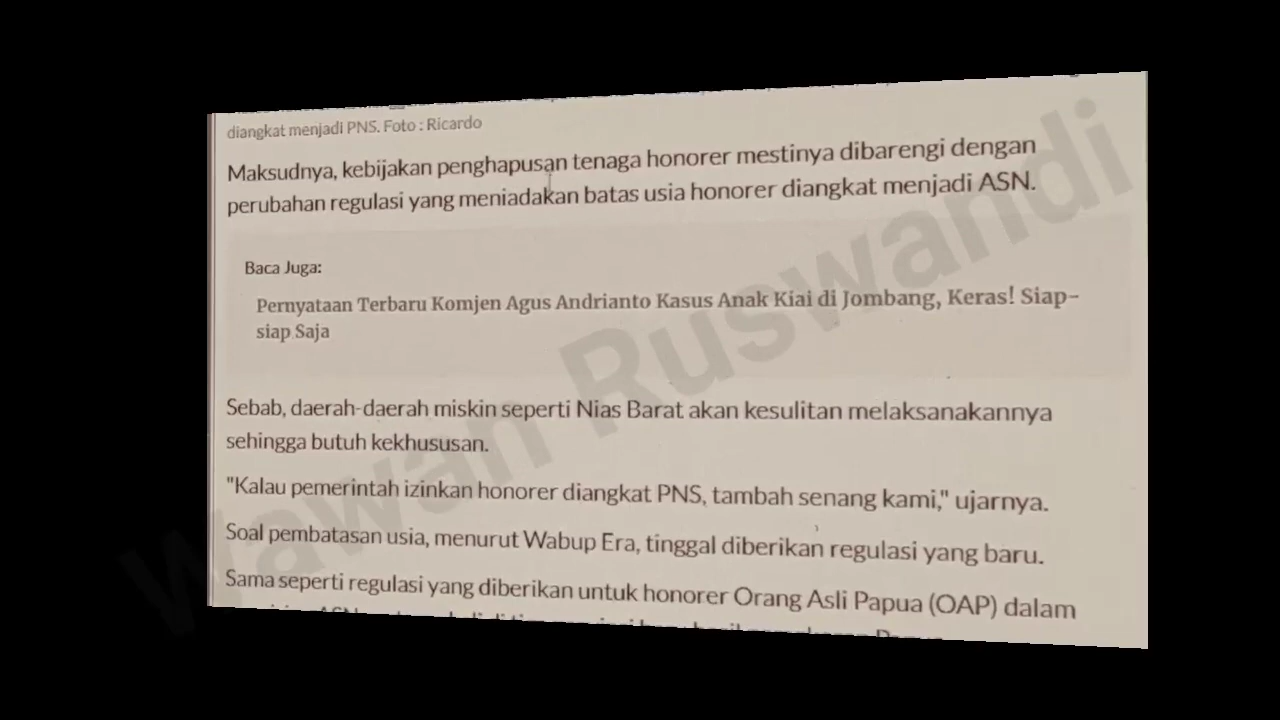 diangkat menjadi PNS. Foto : Ricardo
Maksudnya, kebijakan penghapusan tenaga honorer mestinya dibarengi dengan
perubahan regulasi yang meniadakan batas usia honorer diangkat menjadi ASN.
Baca Juga:
Pernyataan Terbaru Komjen Agus Andrianto Kasus Anak Kiai di Jombang, Keras! Siap-
siap Saja
Sebab, daerah-daerah miskin seperti Nias Barat akan kesulitan melaksanakannya
sehingga butuh kekhususan.
"Kalau pemerintah izinkan honorer diangkat PNS, tambah senang kami," ujarnya.
Soal pembatasan usia, menurut Wabup Era, tinggal diberikan regulasi yang baru.
Sama seperti regulasi yang diberikan untuk honorer Orang Asli Papua (OAP) dalam
Wawan Ruswandi